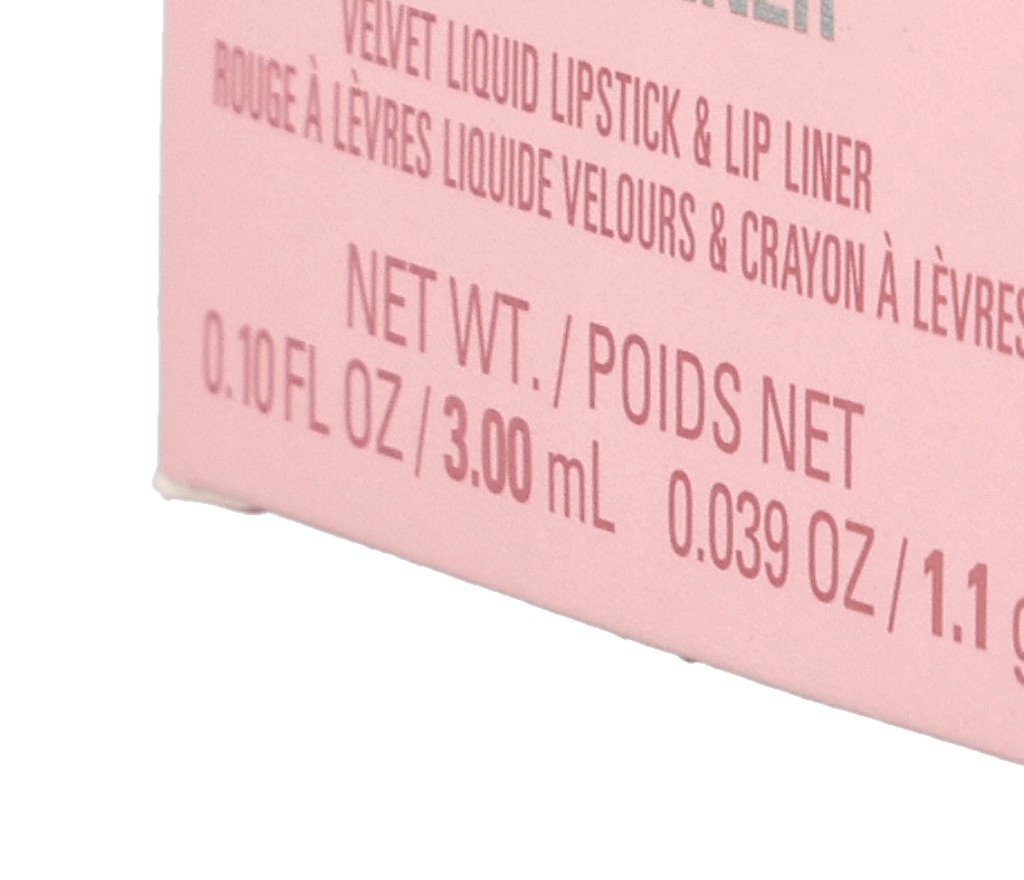 VELVET LIQUID LIPSTICK & LIP LINER
ROUGE À LÈVRES LIQUIDE VELOURS & CRAYON À LÈVRES
NET WT. / POIDS NET
0.10 FL OZ / 3.00 mL 0.039 OZ / 1.1 g